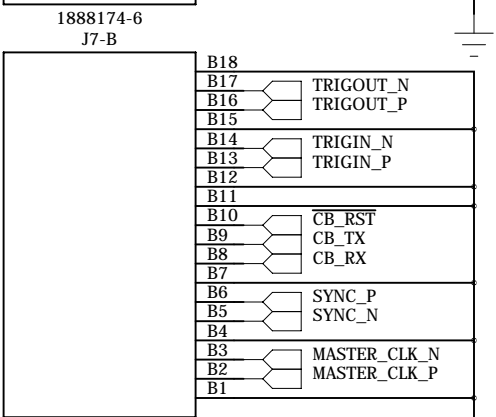 1888174-6
J7-B
B18
B17 TRIGOUT_N
B16 TRIGOUT_P
B15
B14 TRIGIN_N
B13 TRIGIN_P
B12
B11
B10 CB_RST
B9 CB_TX
B8 CB_RX
B7
B6 SYNC_P
B5 SYNC_N
B4
B3 MASTER_CLK_N
B2 MASTER_CLK_P
B1